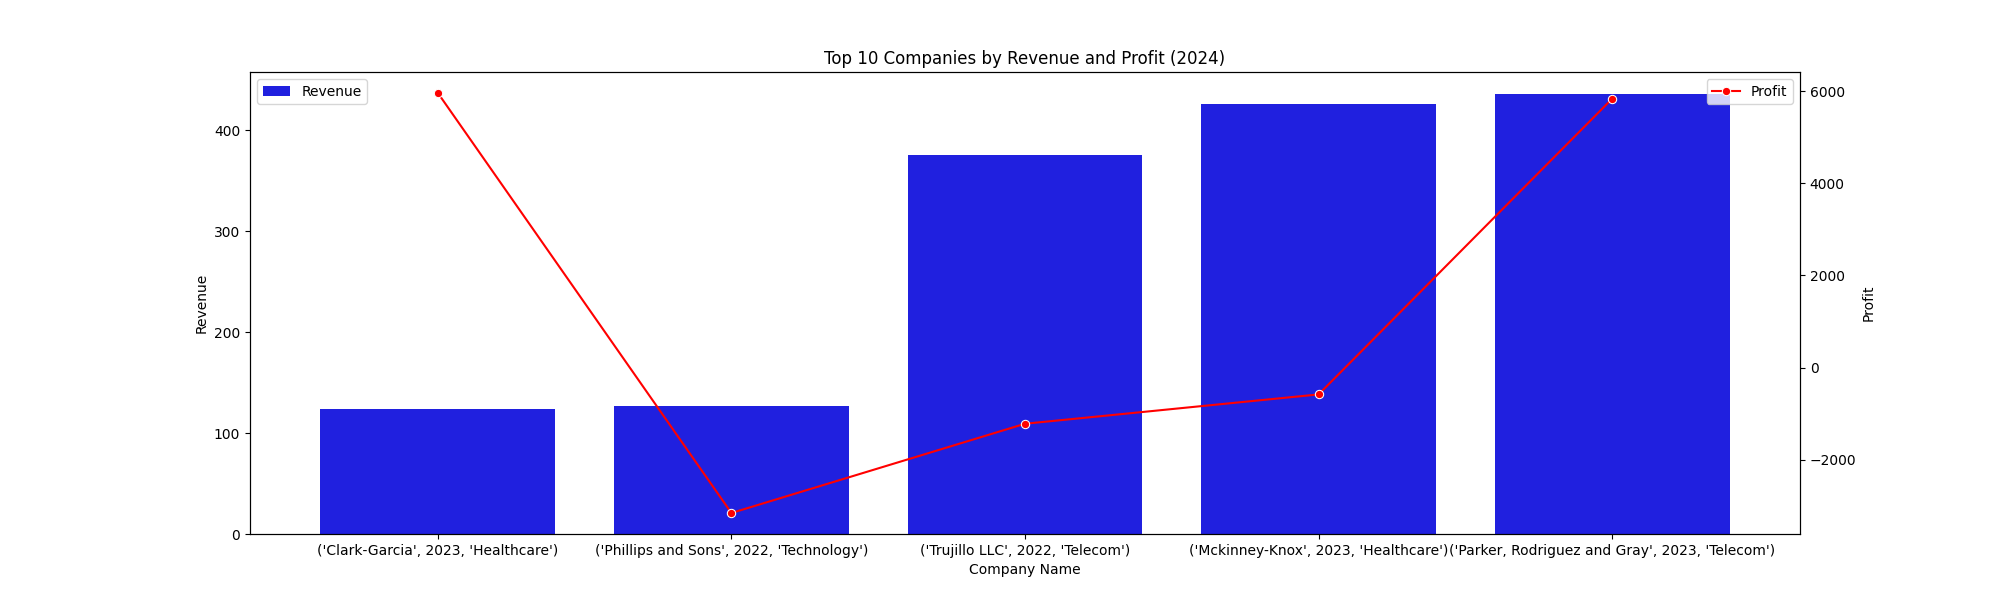 Top 10 Companies by Revenue and Profit (2024)
Revenue
Profit
400
300
200
100
0
6000
4000
2000
0
−2000
Revenue
Profit
('Clark-Garcia', 2023, 'Healthcare')
('Phillips and Sons', 2022, 'Technology')
('Trujillo LLC', 2022, 'Telecom')
('Mckinney-Knox', 2023, 'Healthcare')
('Parker, Rodriguez and Gray', 2023, 'Telecom')
Company Name